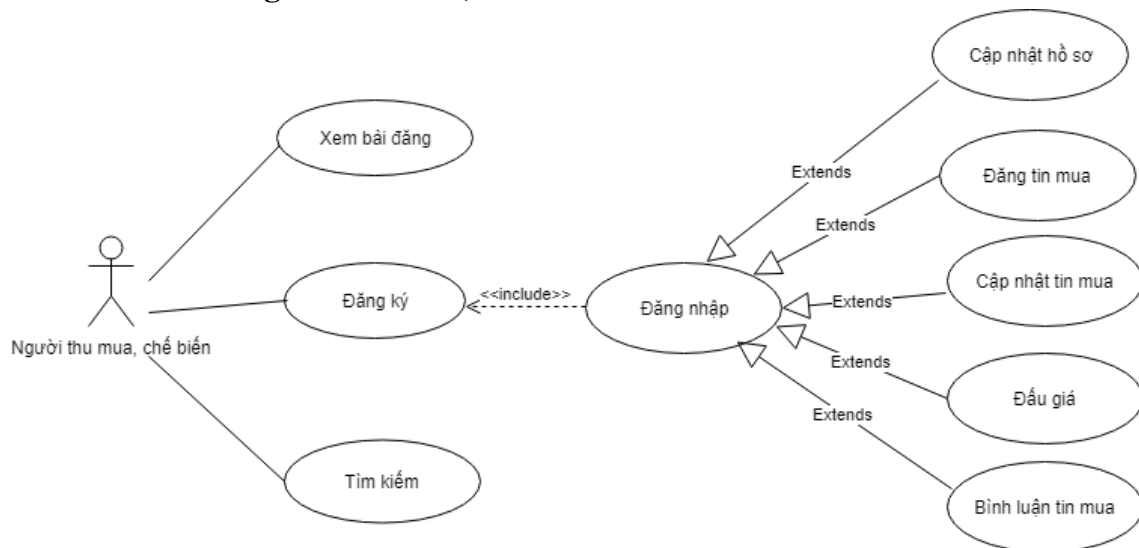 Cập nhật hồ sơ
Xem bài đăng
Extends
Đăng tin mua
Extends
Đăng ký
<<include>>
Đăng nhập
Extends
Cập nhật tin mua
Người thu mua, chế biến
Extends
Đấu giá
Extends
Tìm kiếm
Bình luận tin mua